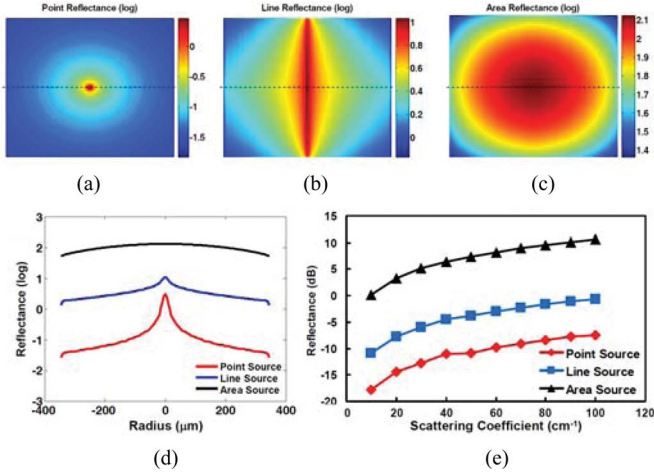 Point Reflectance (log)
0
-0.5
-1
-1.5
(a)
Line Reflectance (log)
1
0.8
0.6
0.4
0.2
0
(b)
Area Reflectance (log)
2.1
2
1.9
1.8
1.7
1.6
1.5
1.4
(c)
Reflectance (log)
3
2
1
0
-1
-2
-3
-400
-200
0
200
400
Radius (μm)
Point Source
Line Source
Area Source
(d)
Reflectance (dB)
15
10
5
0
-5
-10
-15
-20
0
20
40
60
80
100
120
Scattering Coefficient (cm⁻¹)
Point Source
Line Source
Area Source
(e)